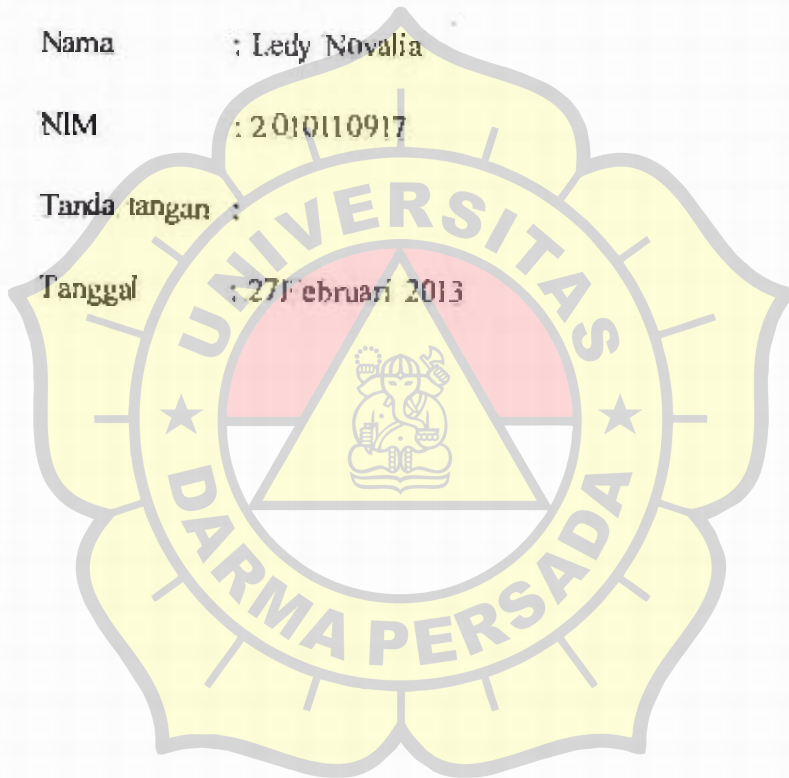 Nama : Ledy Novalia
NIM : 2010110917
Tanda tangan :
Tanggal : 27 Februari 2013
UNIVERSITAS
DARMA PERSADA